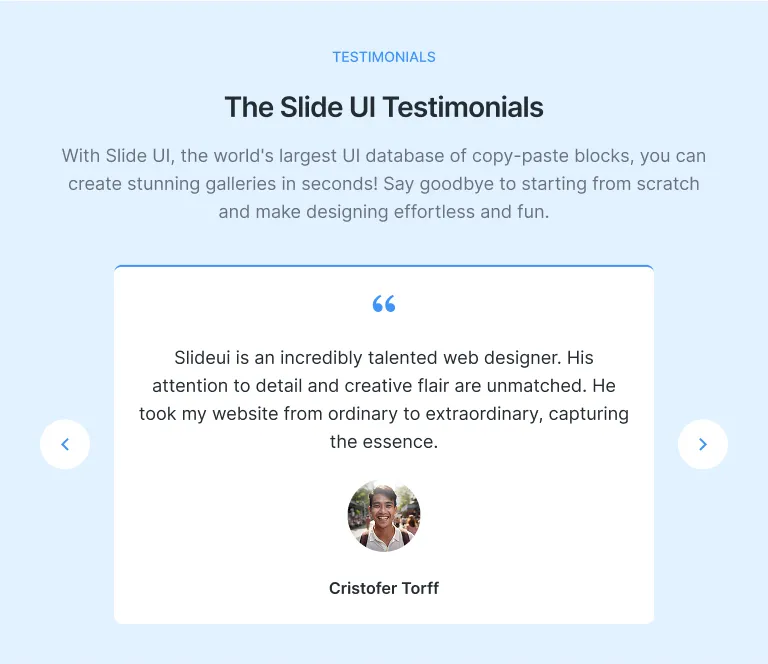 TESTIMONIALS
The Slide UI Testimonials
With Slide UI, the world's largest UI database of copy-paste blocks, you can
create stunning galleries in seconds! Say goodbye to starting from scratch
and make designing effortless and fun.
“
Slideui is an incredibly talented web designer. His
attention to detail and creative flair are unmatched. He
took my website from ordinary to extraordinary, capturing
the essence.
Cristofer Torff